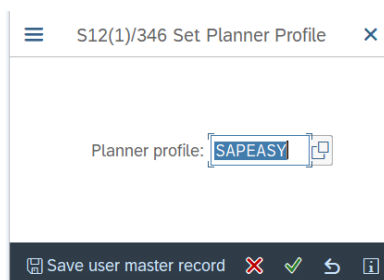 S12(1)/346 Set Planner Profile
Planner profile: SAPEASY
Save user master record